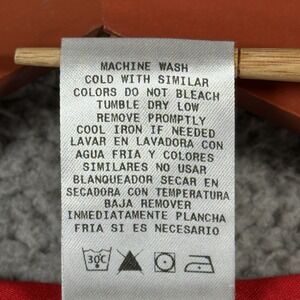 MACHINE WASH
COLD WITH SIMILAR
COLORS DO NOT BLEACH
TUMBLE DRY LOW
REMOVE PROMPTLY
COOL IRON IF NEEDED
LAVAR EN LAVADORA CON
AGUA FRIA Y COLORES
SIMILARES NO USAR
BLANQUEADOR SECAR EN
SECADORA CON TEMPERATURA
BAJA REMOVER
INMEDIATAMENTE PLANCHA
FRIA SI ES NECESARIO
30°C